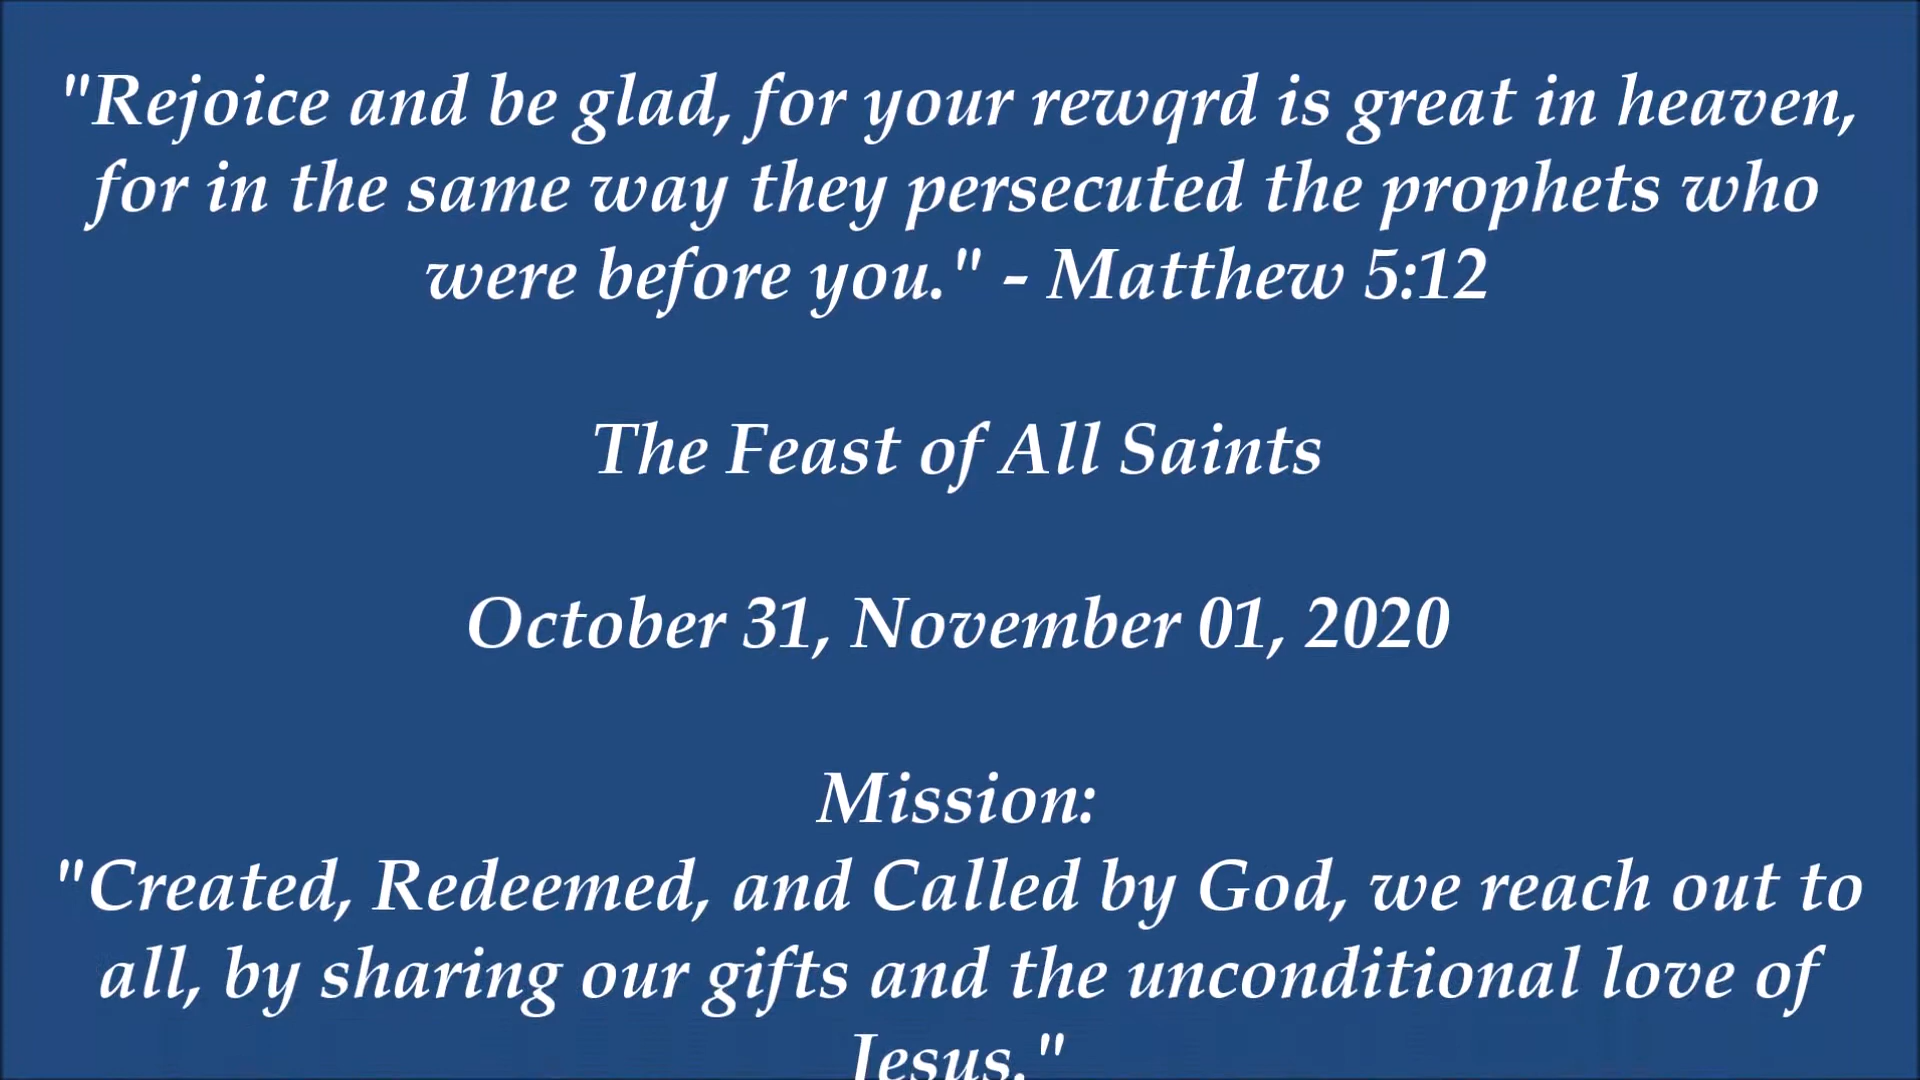 "Rejoice and be glad, for your rewqrd is great in heaven,
for in the same way they persecuted the prophets who
were before you." - Matthew 5:12
The Feast of All Saints
October 31, November 01, 2020
Mission:
"Created, Redeemed, and Called by God, we reach out to
all, by sharing our gifts and the unconditional love of
Jesus."